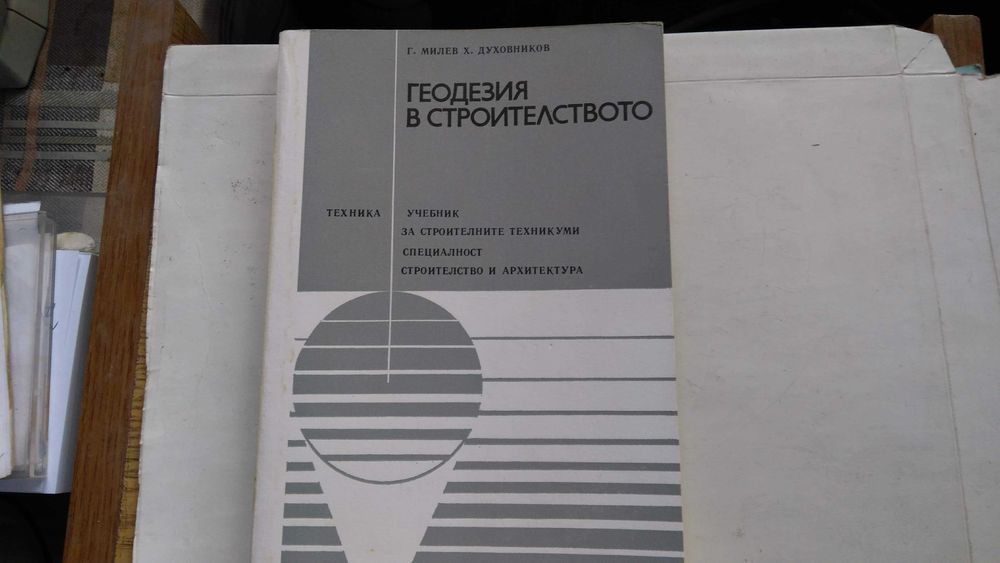 Г. МИЛЕВ Х. ДУХОВНИКОВ
ГЕОДЕЗИЯ
В СТРОИТЕЛСТВОТО
ТЕХНИКА УЧЕБНИК
ЗА СТРОИТЕЛНИТЕ ТЕХНИКУМИ
СПЕЦИАЛНОСТ
СТРОИТЕЛСТВО И АРХИТЕКТУРА